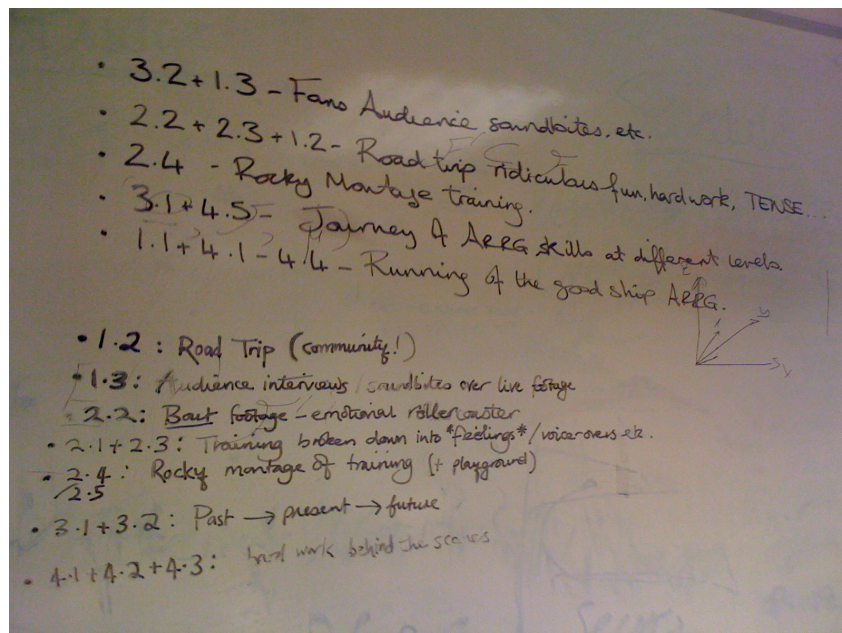 • 3.2 + 1.3 - Fans Audience soundbites, etc.
• 2.2 + 2.3 + 1.2 - Road trip ridiculous fun, hardwork, TENSE...
• 2.4 - Rocky Montage training.
• 3.1 + 4.5 - Journey of ARRG skills at different levels.
• 1.1 + 4.1 - 4.4 - Running of the good ship ARRG.
• 1.2 : Road Trip (community!)
• 1.3 : Audience interviews / soundbites over live footage
2.2 : Bout footage - emotional rollercoaster
• 2.1 + 2.3 : Training broken down into *feelings* / voice-overs etc.
• 2.4 : Rocky montage of training (+ playground)
/2.5
• 3.1 + 3.2 : Past → present → future
• 4.1 + 4.2 + 4.3 : hard work behind the scenes